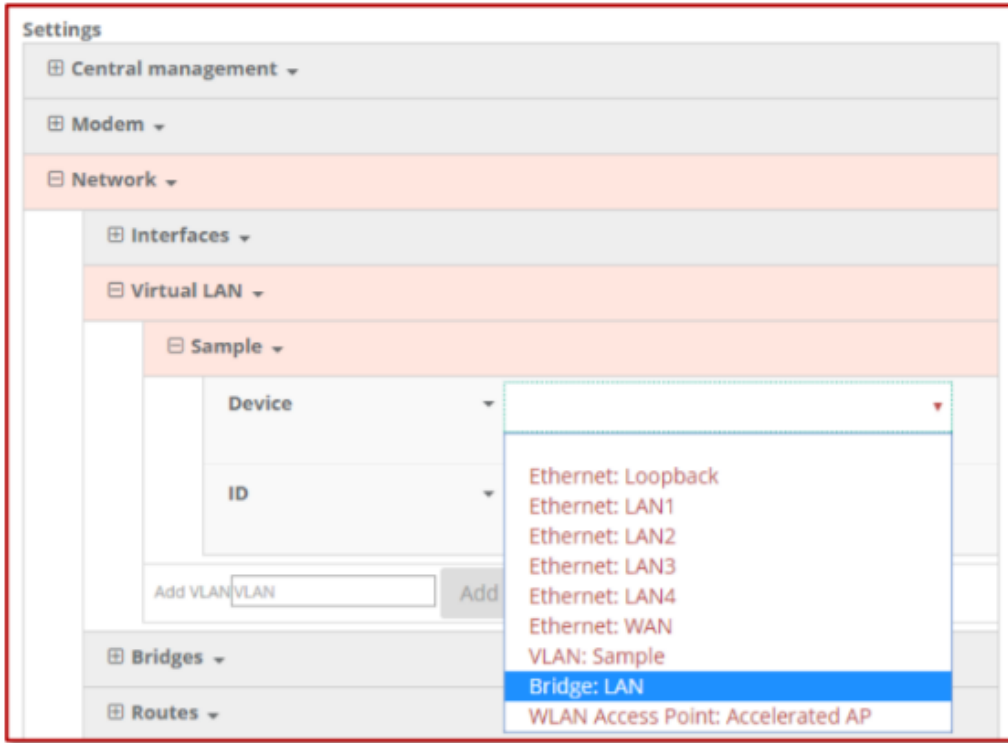 Settings
Central management
Modem
Network
Interfaces
Virtual LAN
Sample
Device
ID
Ethernet: Loopback
Ethernet: LAN1
Ethernet: LAN2
Ethernet: LAN3
Ethernet: LAN4
Ethernet: WAN
VLAN: Sample
Bridge: LAN
WLAN Access Point: Accelerated AP
Add VLAN VLAN Add
Bridges
Routes